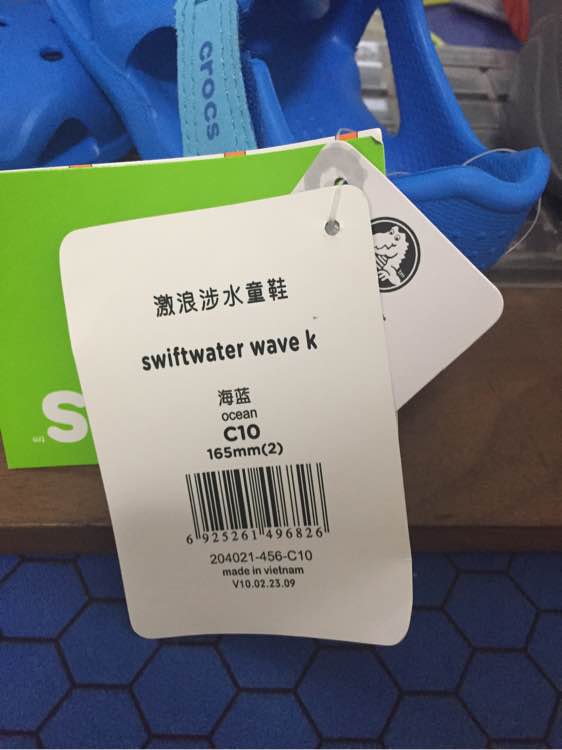 crocs
激浪涉水童鞋
swiftwater wave k
海蓝
ocean
C10
165mm(2)
6 925261 496826
204021-456-C10
made in vietnam
V10.02.23.09
s
TM